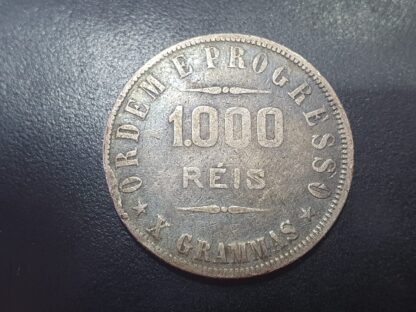 ORDEM E PROGRESSO
1.000
RÉIS
★ X GRAMMAS ★